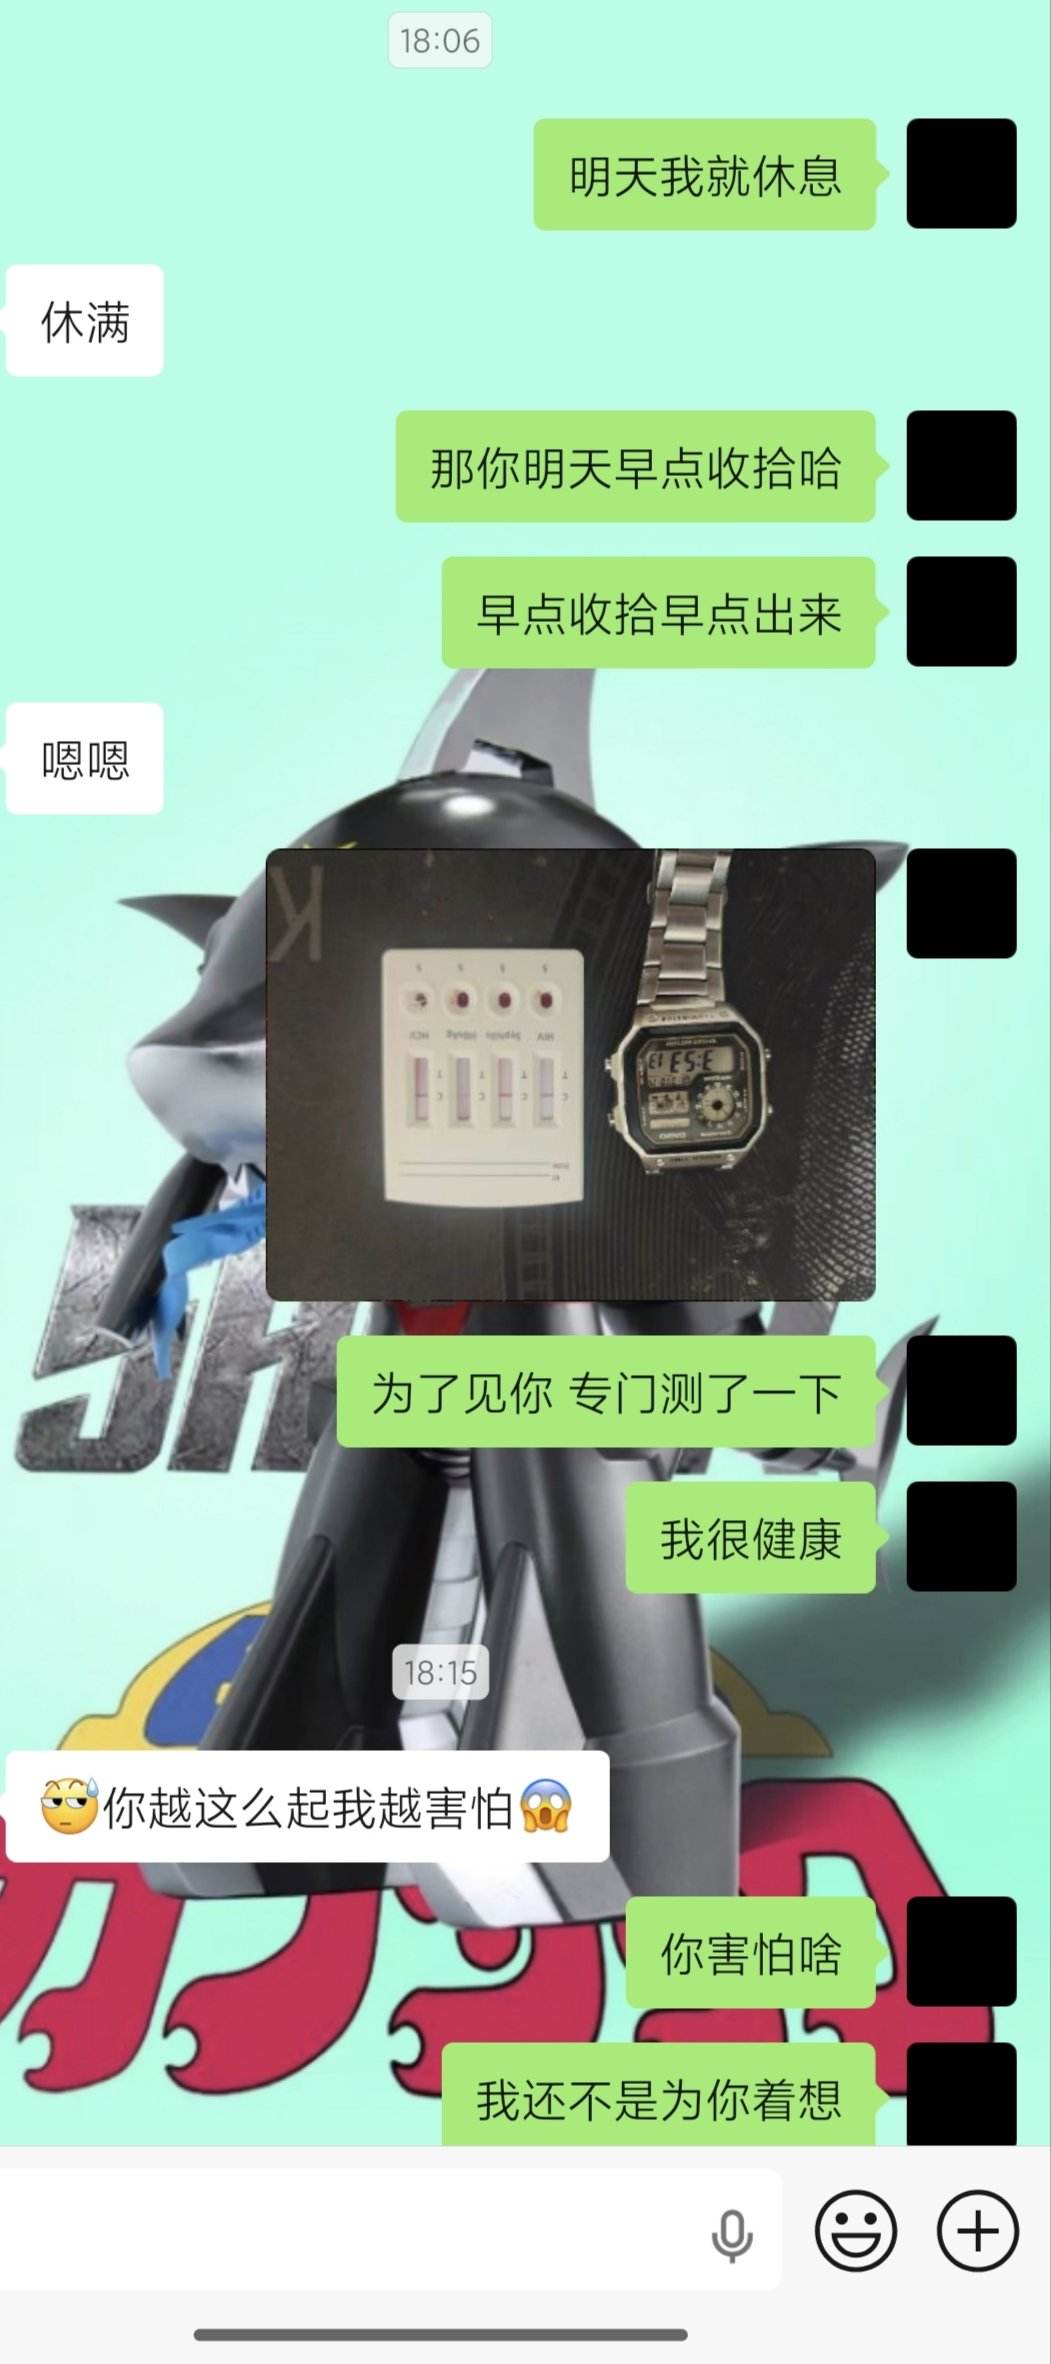 18:06
明天我就休息
休满
那你明天早点收拾哈
早点收拾早点出来
嗯嗯
K
S S S S
HCV HBsAg Syphilis HIV
T T T T
C C C C
CASIO
为了见你 专门测了一下
我很健康
18:15
你越这么起我越害怕
你害怕啥
我还不是为你着想